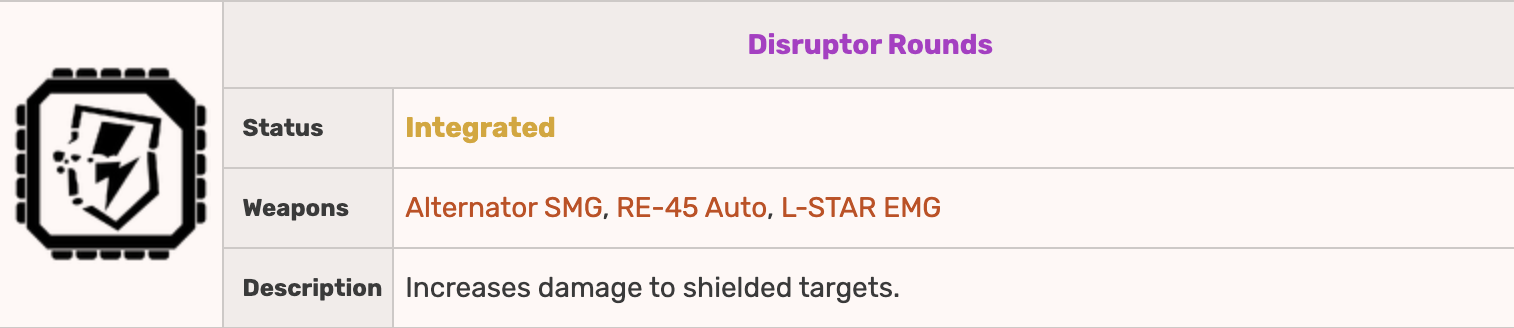 Disruptor Rounds
Status Integrated
Weapons Alternator SMG, RE-45 Auto, L-STAR EMG
Description Increases damage to shielded targets.